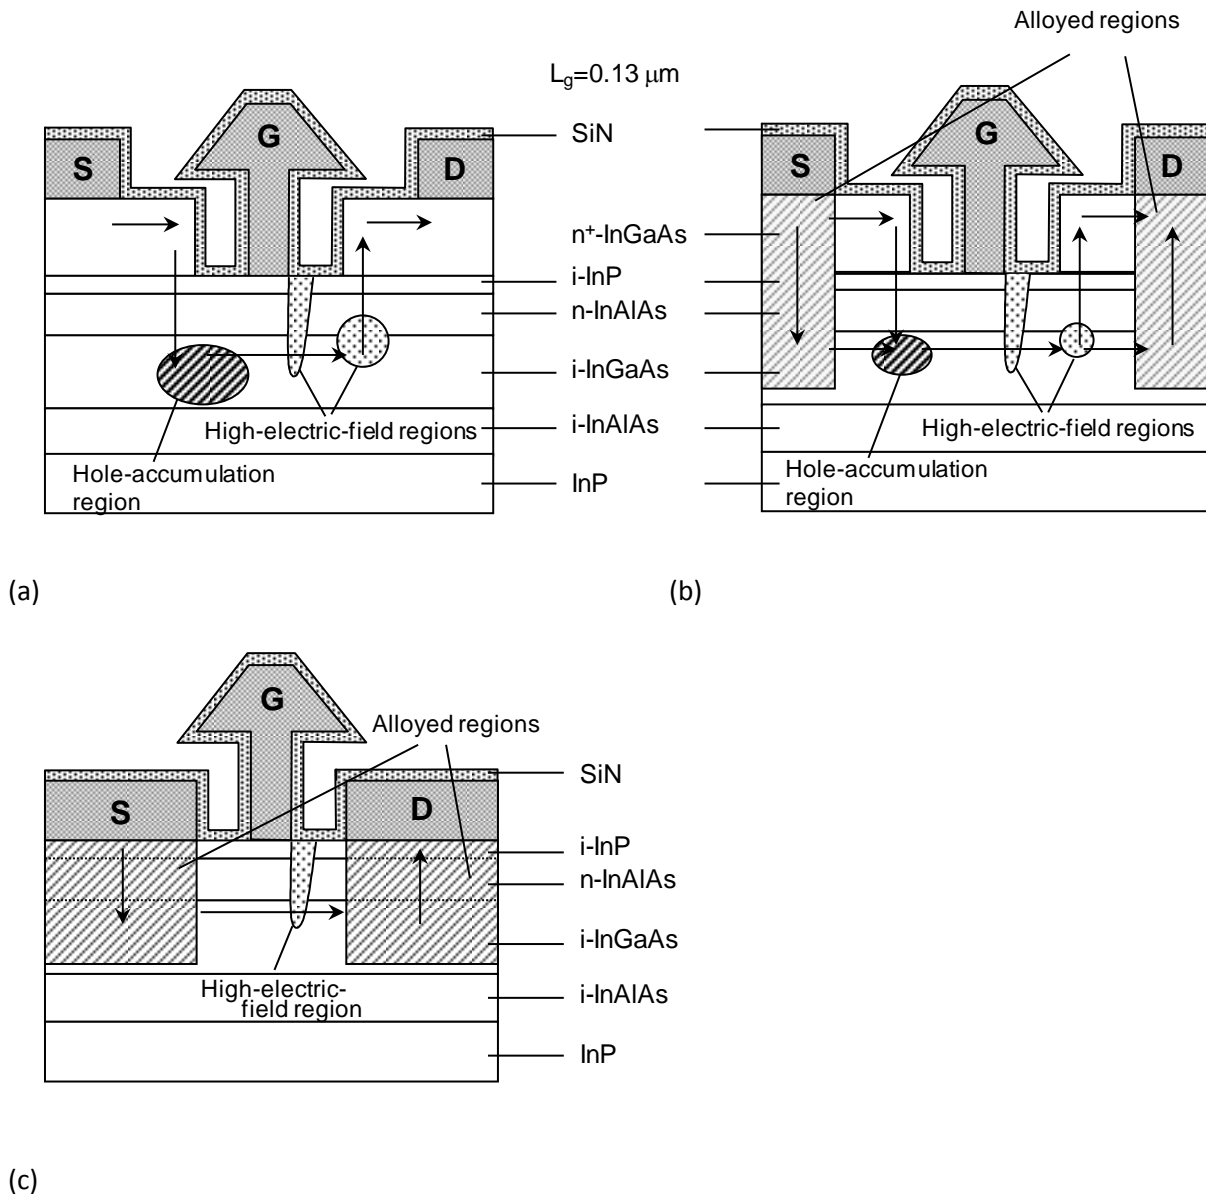 Alloyed regions
Lg=0.13 μm
SiN
G
S
D
G
S
D
n+-InGaAs
i-InP
n-InAlAs
i-InGaAs
High-electric-field regions
i-InAlAs
High-electric-field regions
Hole-accumulation
region
InP
Hole-accumulation
region
(a)
(b)
G
Alloyed regions
SiN
S
D
i-InP
n-InAlAs
i-InGaAs
High-electric-
field region
i-InAlAs
InP
(c)